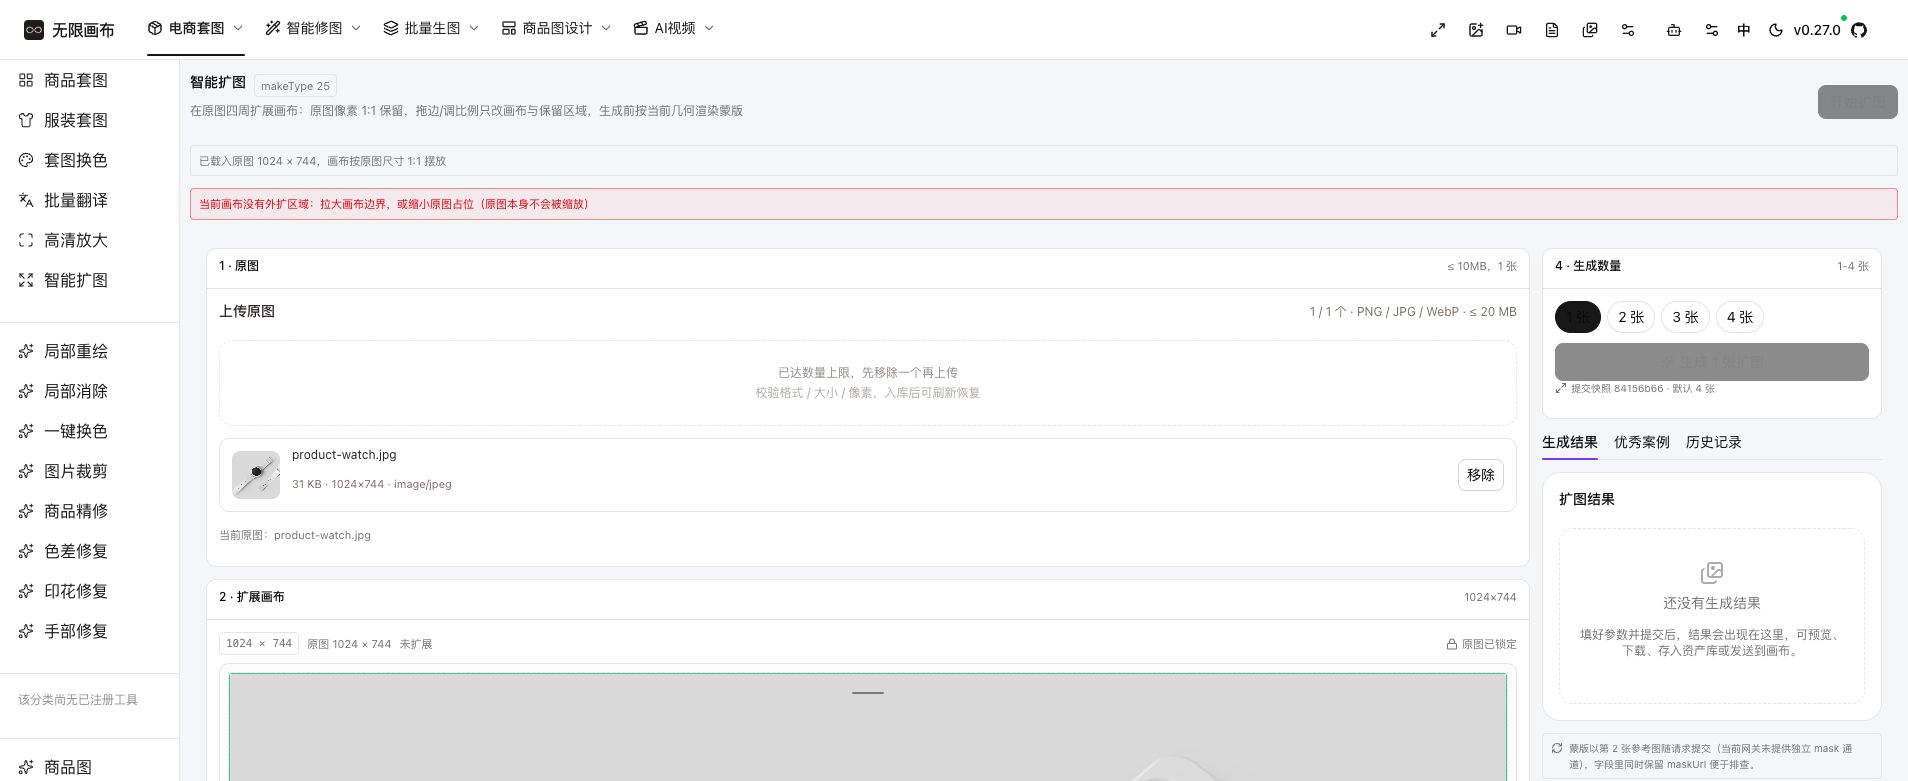 无限画布
电商套图
智能修图
批量生图
商品图设计
AI视频
中
v0.27.0
商品套图
服装套图
套图换色
批量翻译
高清放大
智能扩图
局部重绘
局部消除
一键换色
图片裁剪
商品精修
色差修复
印花修复
手部修复
该分类尚无已注册工具
商品图
智能扩图
makeType 25
在原图四周扩展画布：原图像素 1:1 保留，拖边/调比例只改画布与保留区域，生成前按当前几何渲染蒙版
开始扩图
已载入原图 1024 × 744，画布按原图尺寸 1:1 摆放
当前画布没有外扩区域：拉大画布边界，或缩小原图占位（原图本身不会被缩放）
1 · 原图
≤ 10MB，1 张
上传原图
1 / 1 个 · PNG / JPG / WebP · ≤ 20 MB
已达数量上限，先移除一个再上传
校验格式 / 大小 / 像素，入库后可刷新恢复
product-watch.jpg
31 KB · 1024×744 · image/jpeg
移除
当前原图：product-watch.jpg
2 · 扩展画布
1024×744
1024 × 744
原图 1024 × 744
未扩展
原图已锁定
4 · 生成数量
1-4 张
1 张
2 张
3 张
4 张
生成 1 张扩图
提交快照 84156b66 · 默认 4 张
生成结果
优秀案例
历史记录
扩图结果
还没有生成结果
填好参数并提交后，结果会出现在这里，可预览、
下载、存入资产库或发送到画布。
蒙版以第 2 张参考图随请求提交（当前网关未提供独立 mask 通
道），字段里同时保留 maskUrl 便于排查。